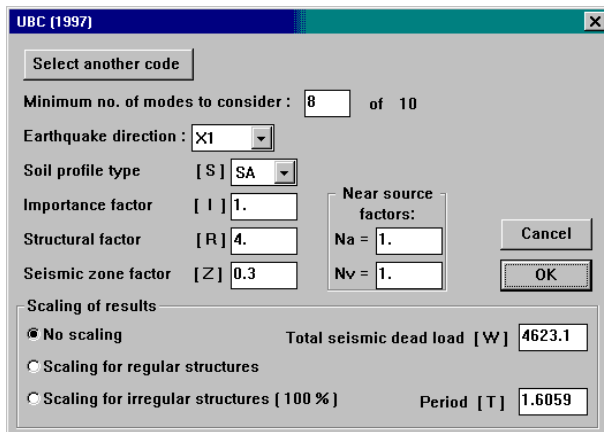 UBC (1997)
Select another code
Minimum no. of modes to consider : 8 of 10
Earthquake direction : X1
Soil profile type [ S ] SA
Importance factor [ I ] 1.
Structural factor [ R ] 4.
Seismic zone factor [ Z ] 0.3
Near source
factors:
Na = 1.
Nv = 1.
Cancel
OK
Scaling of results
No scaling
Total seismic dead load [ W ] 4623.1
Scaling for regular structures
Scaling for irregular structures ( 100 % )
Period [ T ] 1.6059